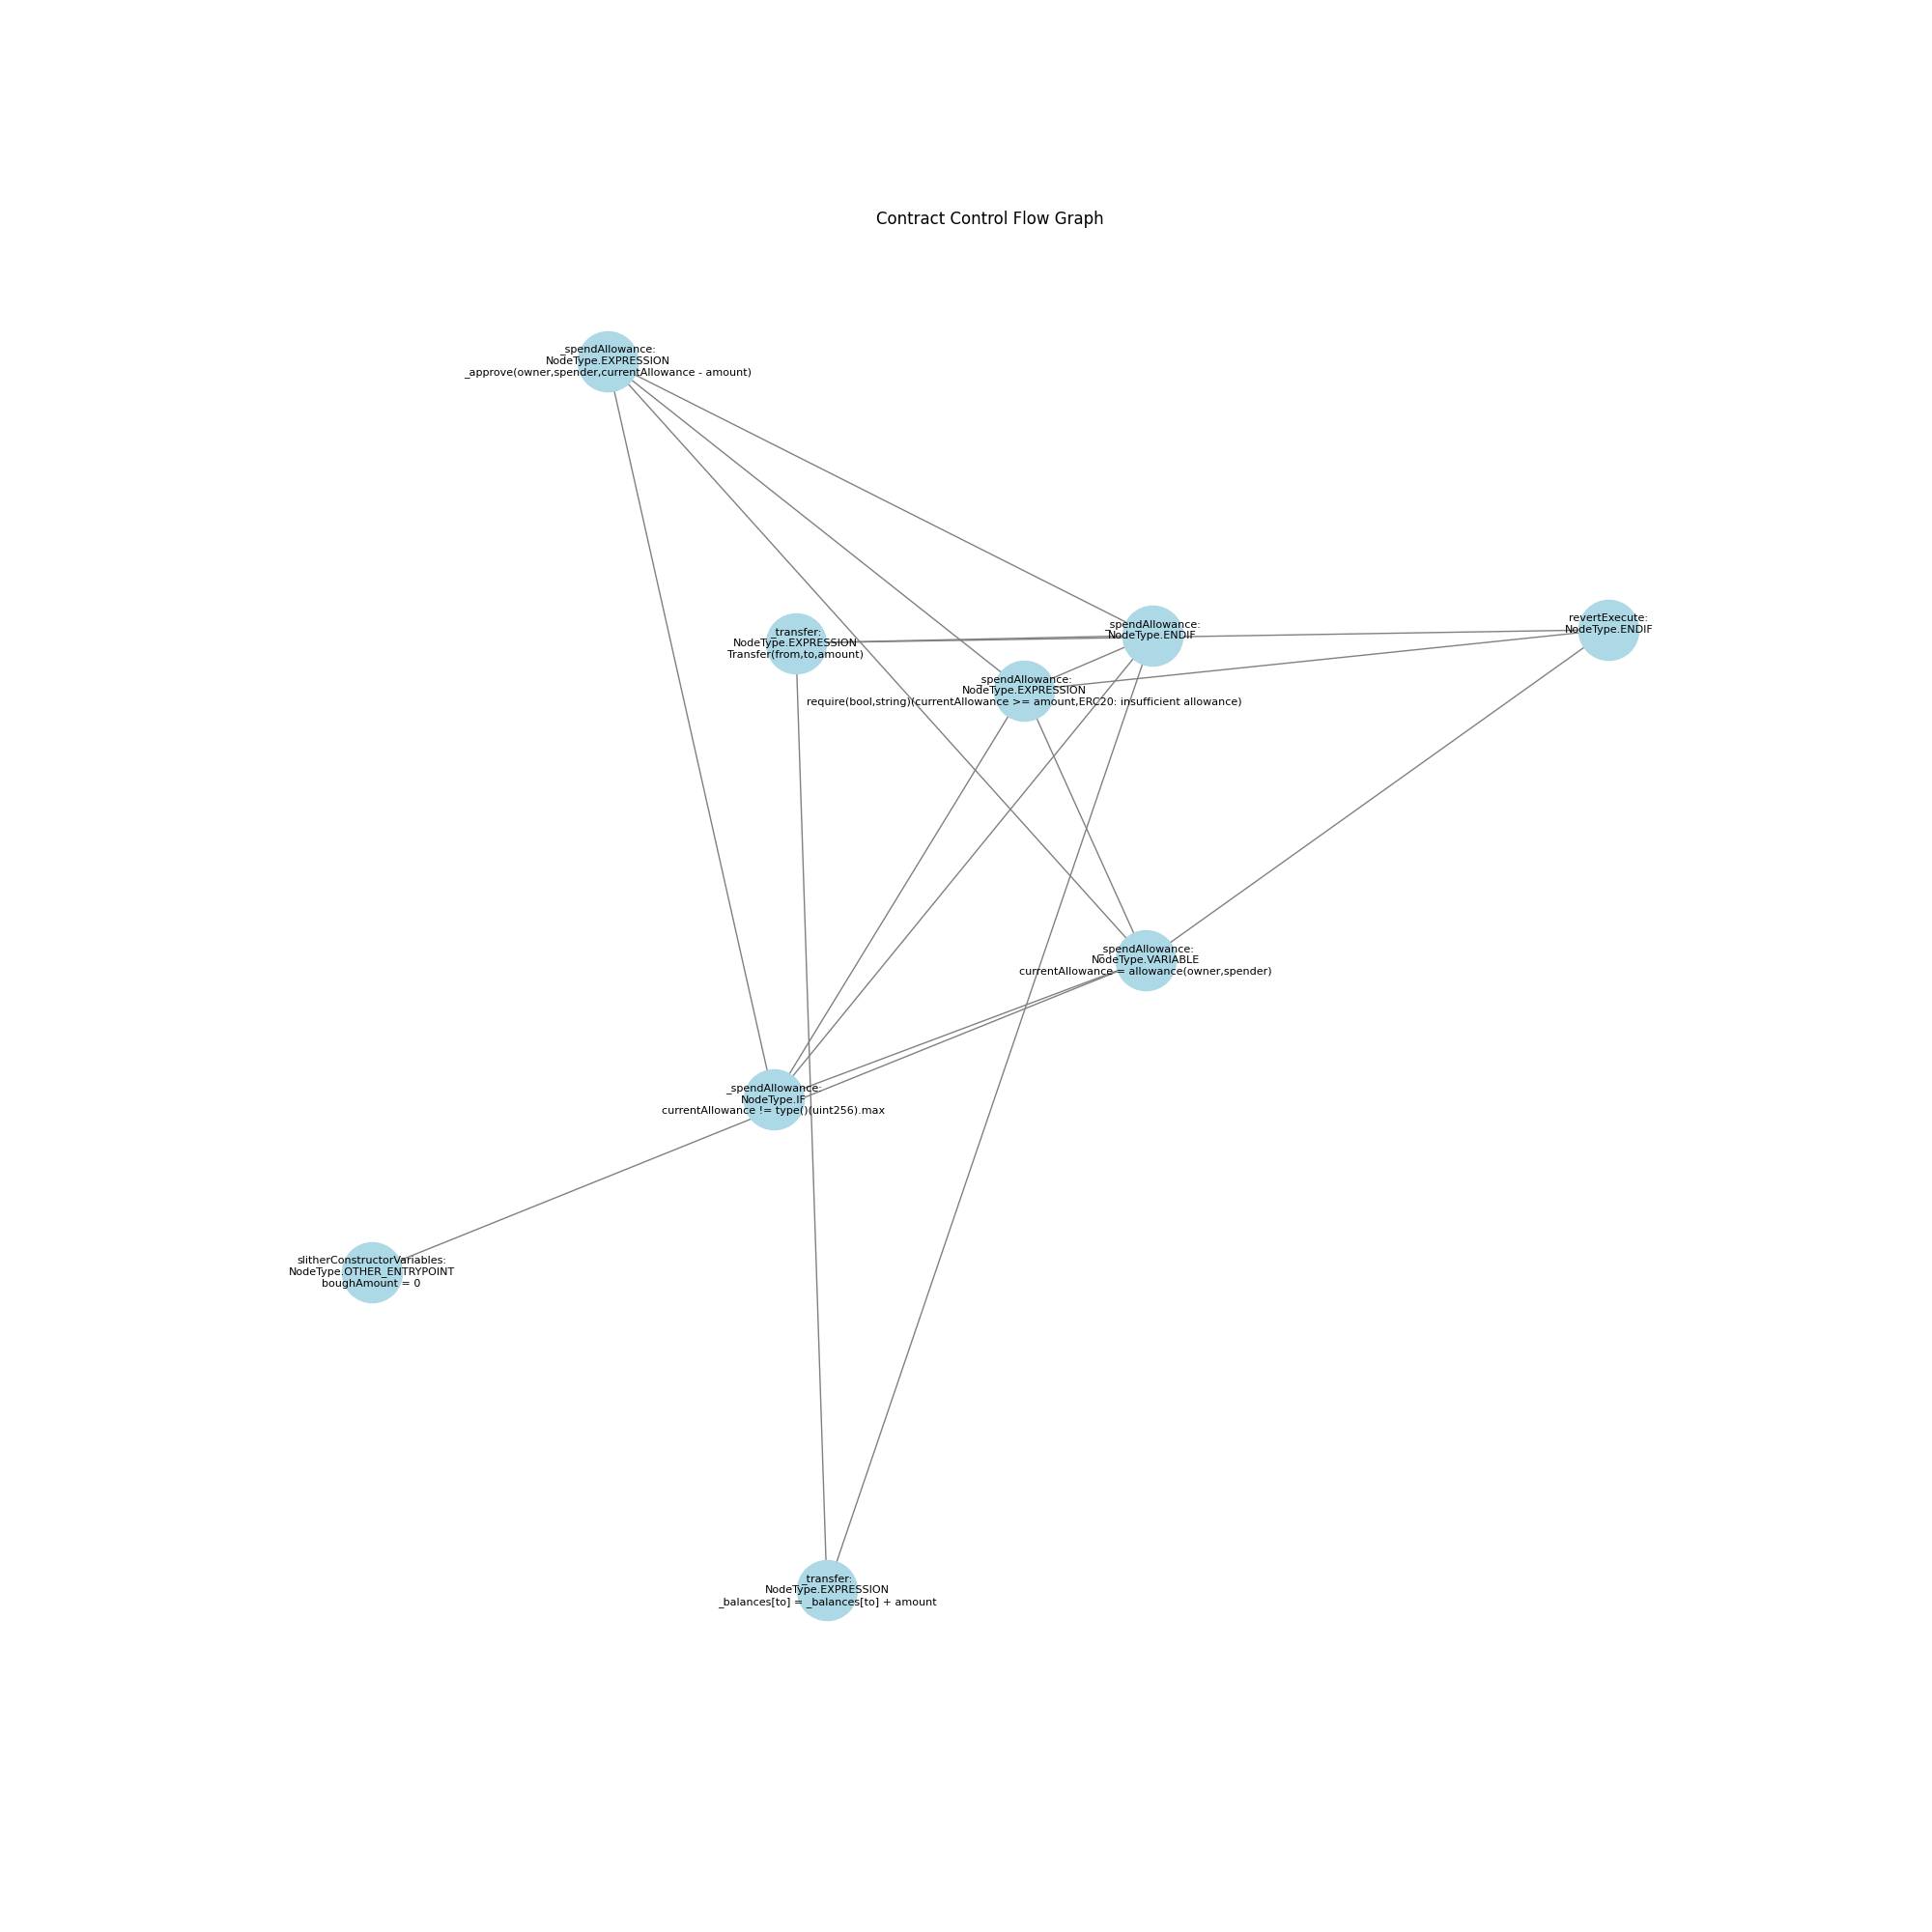 Contract Control Flow Graph
_spendAllowance:
NodeType.EXPRESSION
_approve(owner,spender,currentAllowance - amount)
_transfer:
NodeType.EXPRESSION
Transfer(from,to,amount)
_spendAllowance:
NodeType.ENDIF
revertExecute:
NodeType.ENDIF
_spendAllowance:
NodeType.EXPRESSION
require(bool,string)(currentAllowance >= amount,ERC20: insufficient allowance)
_spendAllowance:
NodeType.VARIABLE
currentAllowance = allowance(owner,spender)
_spendAllowance:
NodeType.IF
currentAllowance != type()(uint256).max
slitherConstructorVariables:
NodeType.OTHER_ENTRYPOINT
boughAmount = 0
_transfer:
NodeType.EXPRESSION
_balances[to] = _balances[to] + amount